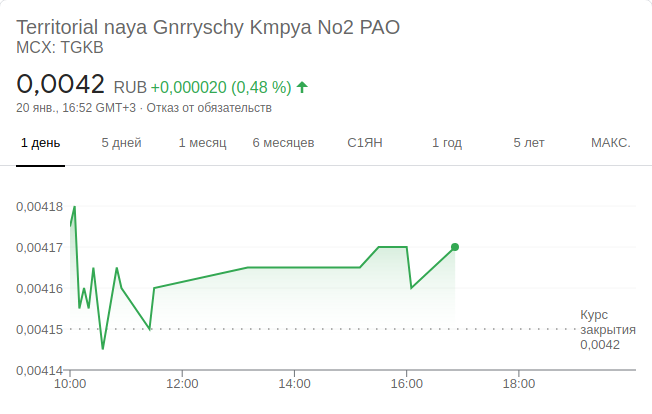 Territorial naya Gnrryschy Kmpya No2 PAO
MCX: TGKB
0,0042 RUB +0,000020 (0,48 %) ↑
20 янв., 16:52 GMT+3 · Отказ от обязательств
1 день 5 дней 1 месяц 6 месяцев С1ЯН 1 год 5 лет МАКС.
0,00418
0,00417
0,00416
0,00415
0,00414
Курс
закрытия
0,0042
10:00 12:00 14:00 16:00 18:00